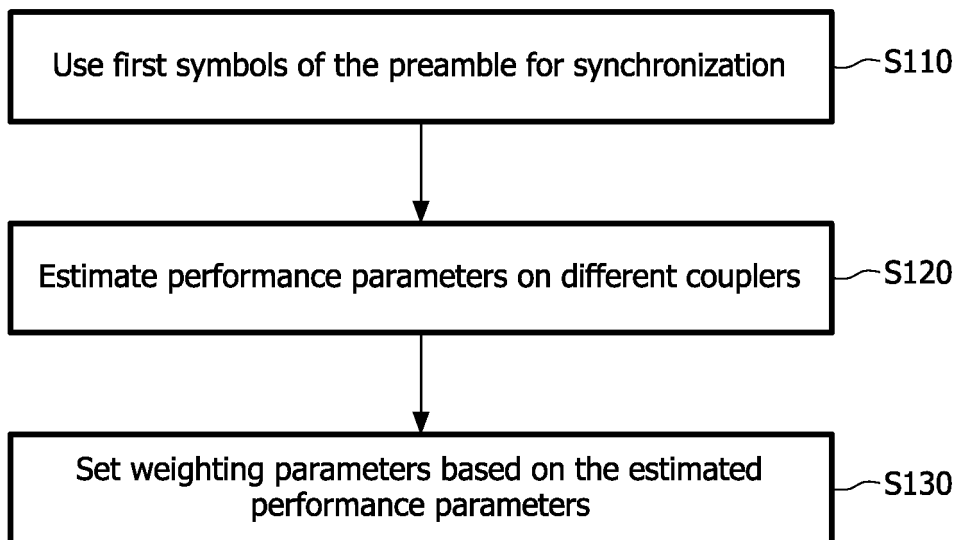 Use first symbols of the preamble for synchronization
S110
Estimate performance parameters on different couplers
S120
Set weighting parameters based on the estimated
performance parameters
S130